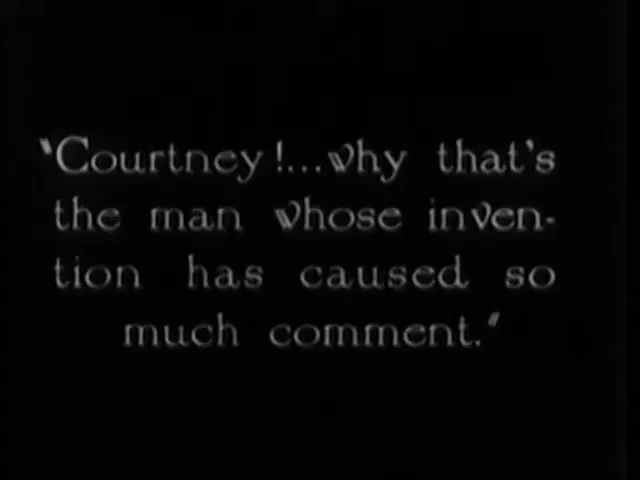 "Courtney!...why that's
the man whose inven-
tion has caused so
much comment."